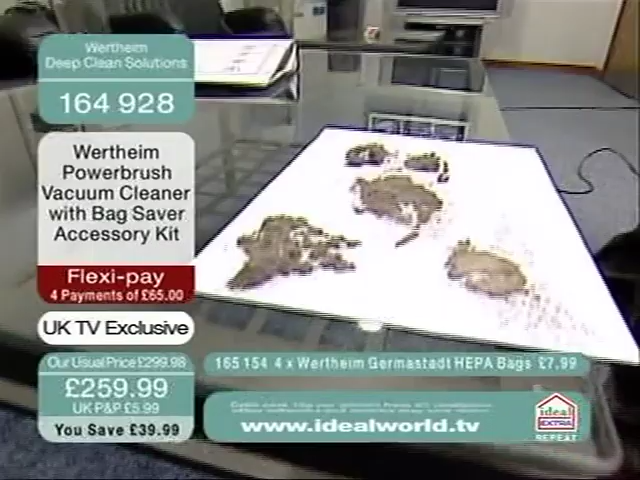 Wertheim
Deep Clean Solutions
164 928
Wertheim
Powerbrush
Vacuum Cleaner
with Bag Saver
Accessory Kit
Flexi-pay
4 Payments of £65.00
UK TV Exclusive
Our Usual Price £299.98
£259.99
UK P&P £5.99
You Save £39.99
165 154 4 x Wertheim Germastadt HEPA Bags £7.99
www.idealworld.tv
ideal
EXTRA
REPEAT